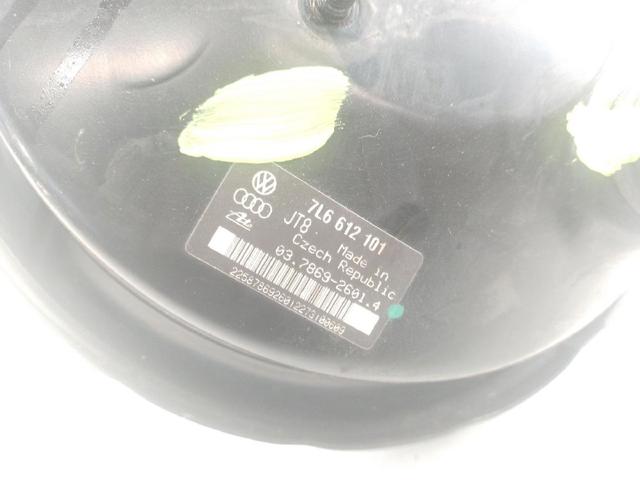 7L6 612 101
JT8
Made in
Czech Republic
03.7869-2601.4